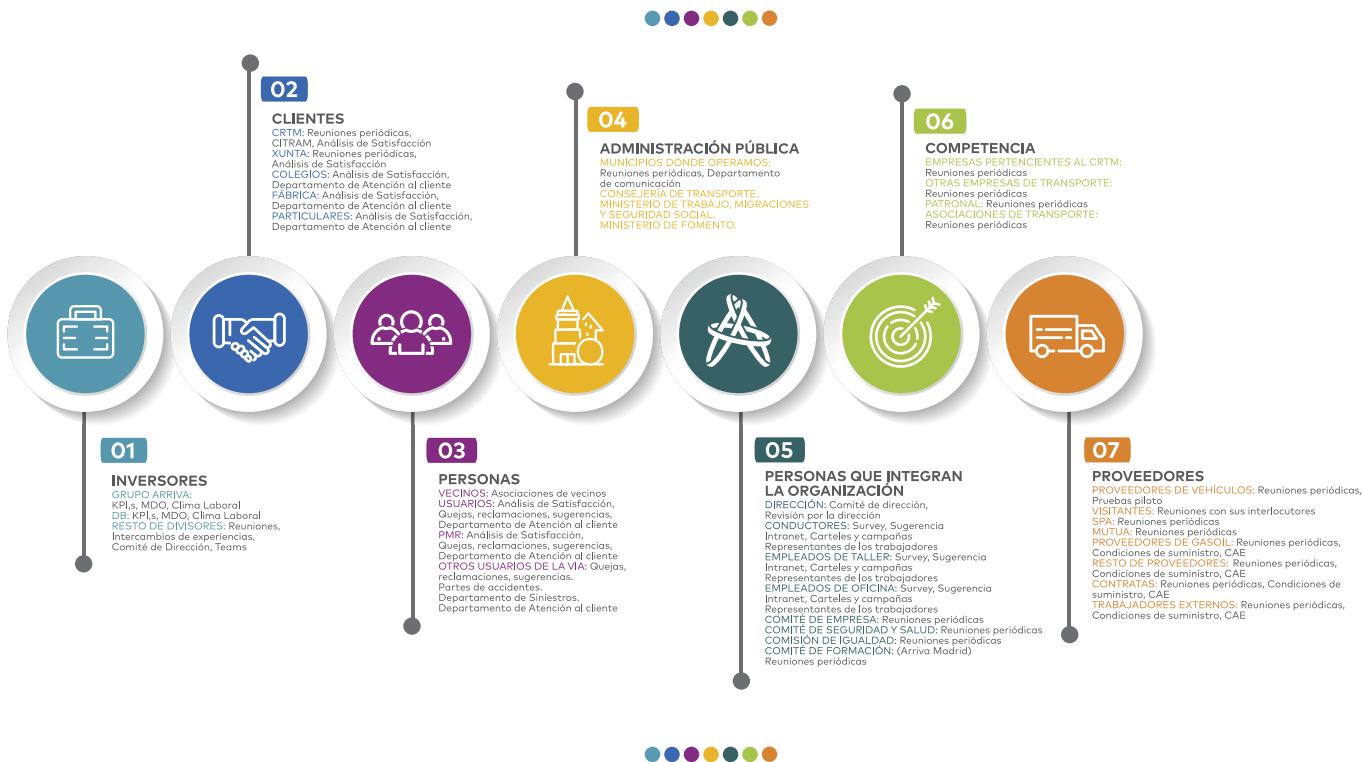 02
CLIENTES
CRTM: Reuniones periódicas,
CITRAM, Análisis de Satisfacción
XUNTA: Reuniones periódicas,
Análisis de Satisfacción
COLEGIOS: Análisis de Satisfacción,
Departamento de Atención al cliente
FÁBRICA: Análisis de Satisfacción,
Departamento de Atención al cliente
PARTICULARES: Análisis de Satisfacción,
Departamento de Atención al cliente
04
ADMINISTRACIÓN PÚBLICA
MUNICIPIOS DÓNDE OPERAMOS:
Reuniones periódicas, Departamento
de comunicación
CONSEJERÍA DE TRANSPORTE.
MINISTERIO DE TRABAJO, MIGRACIONES
Y SEGURIDAD SOCIAL.
MINISTERIO DE FOMENTO.
06
COMPETENCIA
EMPRESAS PERTENCIENTES AL CRTM:
Reuniones periódicas
OTRAS EMPRESAS DE TRANSPORTE:
Reuniones periódicas
PATRONAL: Reuniones periódicas
ASOCIACIONES DE TRANSPORTE:
Reuniones periódicas
01
INVERSORES
GRUPO ARRIVA:
KPI,s, MDO, Clima Laboral
DB: KPI,s, MDO, Clima Laboral
RESTO DE DIVISORES: Reuniones,
Intercambios de experiencias,
Comité de Dirección, Teams
03
PERSONAS
VECINOS: Asociaciones de vecinos
USUARIOS: Análisis de Satisfacción,
Quejas, reclamaciones, sugerencias,
Departamento de Atención al cliente
PMR: Análisis de Satisfacción,
Quejas, reclamaciones, sugerencias,
Departamento de Atención al cliente
OTROS USUARIOS DE LA VIA: Quejas,
reclamaciones, sugerencias.
Partes de accidentes.
Departamento de Siniestros.
Departamento de Atención al cliente
05
PERSONAS QUE INTEGRAN
LA ORGANIZACIÓN
DIRECCIÓN: Comité de dirección,
Revisión por la dirección
CONDUCTORES: Survey, Sugerencia
Intranet, Carteles y campañas
Representantes de los trabajadores
EMPLEADOS DE TALLER: Survey, Sugerencia
Intranet, Carteles y campañas
Representantes de los trabajadores
EMPLEADOS DE OFICINA: Survey, Sugerencia
Intranet, Carteles y campañas
Representantes de los trabajadores
COMITÉ DE EMPRESA: Reuniones periódicas
COMITÉ DE SEGURIDAD Y SALUD: Reuniones periódicas
COMISIÓN DE IGUALDAD: Reuniones periódicas
COMITÉ DE FORMACIÓN: (Arriva Madrid)
Reuniones periódicas
07
PROVEEDORES
PROVEEDORES DE VEHÍCULOS: Reuniones periódicas,
Pruebas piloto
VISITANTES: Reuniones con sus interlocutores
SPA: Reuniones periódicas
MUTUA: Reuniones periódicas
PROVEEDORES DE GASOIL: Reuniones periódicas,
Condiciones de suministro, CAE
RESTO DE PROVEEDORES: Reuniones periódicas,
Condiciones de suministro, CAE
CONTRATAS: Reuniones periódicas, Condiciones de
suministro, CAE
TRABAJADORES EXTERNOS: Reuniones periódicas,
Condiciones de suministro, CAE